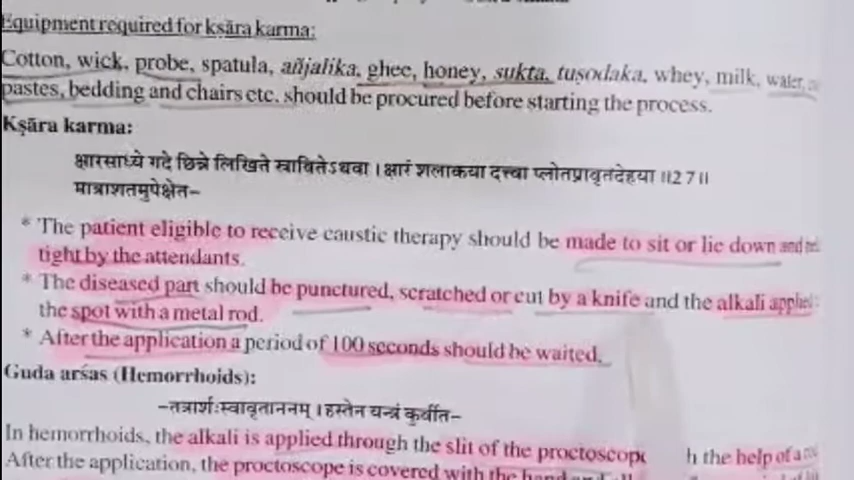 Equipment required for kṣāra karma:
Cotton, wick, probe, spatula, añjalika, ghee, honey, sukta, tuṣodaka, whey, milk, water,
pastes, bedding and chairs etc. should be procured before starting the process.
Kṣāra karma:
क्षारसाध्ये गदे छिन्ने लिखिते स्रावितेऽथवा । क्षारं शलाकया दत्त्वा प्लोतप्रावृतदेहया ॥27॥
मात्राशतमुपेक्षेत–
* The patient eligible to receive caustic therapy should be made to sit or lie down and
tight by the attendants.
* The diseased part should be punctured, scratched or cut by a knife and the alkali
the spot with a metal rod.
* After the application a period of 100 seconds should be waited.
Guda arśas (Hemorrhoids):
–तत्रार्शःस्वावृताननम् । हस्तेन यन्त्रं कुर्वीत–
In hemorrhoids, the alkali is applied through the slit of the the help of a
After the application, the proctoscope is covered with the hand and